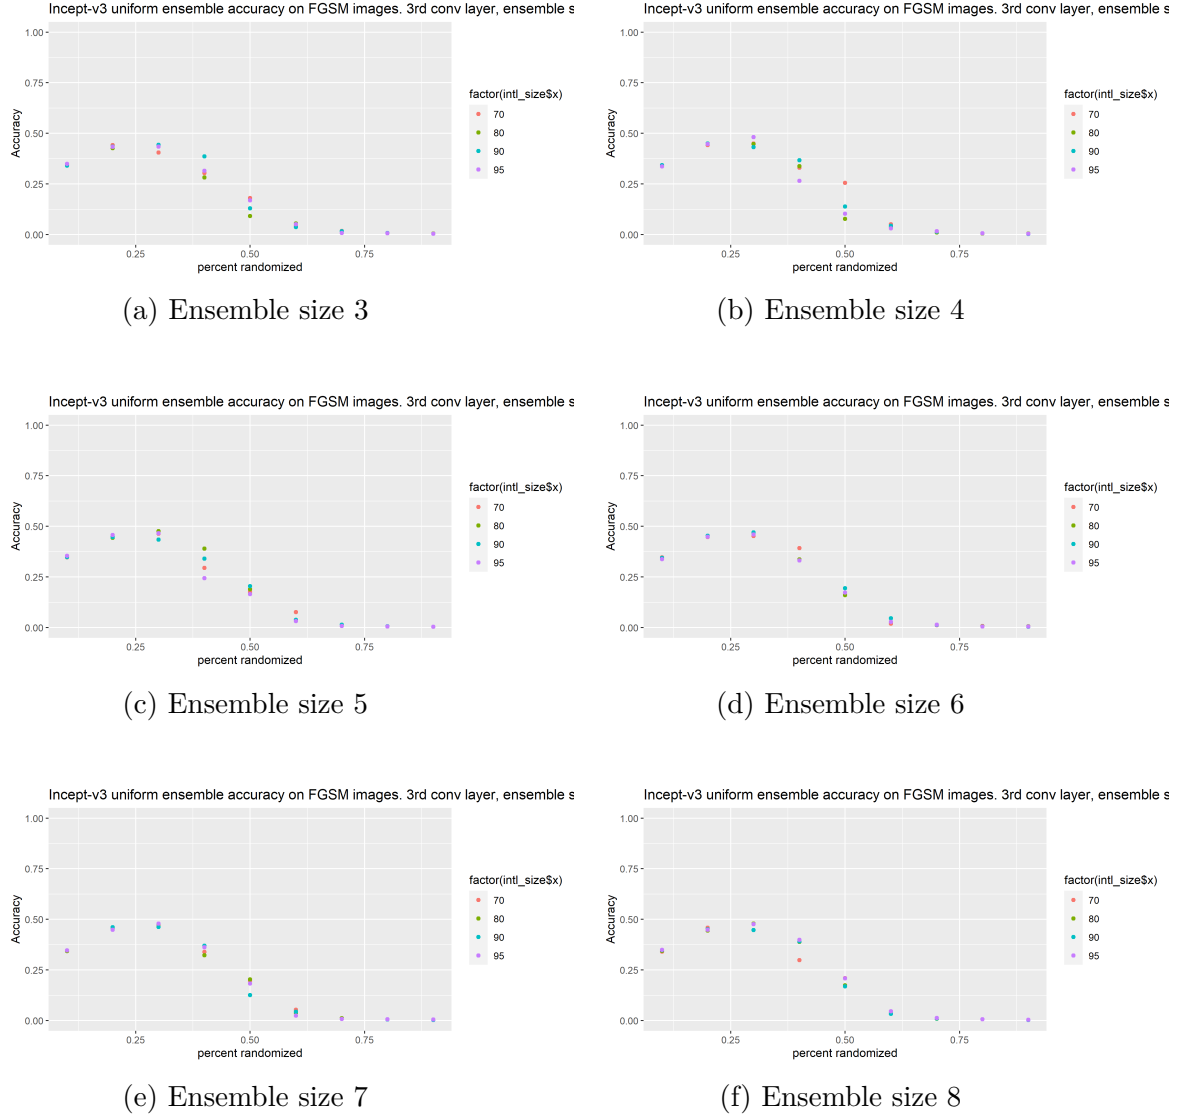 Incept-v3 uniform ensemble accuracy on FGSM images. 3rd conv layer, ensemble s
1.00
0.75
0.50
0.25
0.00
Accuracy
0.25 0.50 0.75
percent randomized
factor(intl_size$x)
70
80
90
95
(a) Ensemble size 3
Incept-v3 uniform ensemble accuracy on FGSM images. 3rd conv layer, ensemble s
1.00
0.75
0.50
0.25
0.00
Accuracy
0.25 0.50 0.75
percent randomized
factor(intl_size$x)
70
80
90
95
(b) Ensemble size 4
Incept-v3 uniform ensemble accuracy on FGSM images. 3rd conv layer, ensemble s
1.00
0.75
0.50
0.25
0.00
Accuracy
0.25 0.50 0.75
percent randomized
factor(intl_size$x)
70
80
90
95
(c) Ensemble size 5
Incept-v3 uniform ensemble accuracy on FGSM images. 3rd conv layer, ensemble s
1.00
0.75
0.50
0.25
0.00
Accuracy
0.25 0.50 0.75
percent randomized
factor(intl_size$x)
70
80
90
95
(d) Ensemble size 6
Incept-v3 uniform ensemble accuracy on FGSM images. 3rd conv layer, ensemble s
1.00
0.75
0.50
0.25
0.00
Accuracy
0.25 0.50 0.75
percent randomized
factor(intl_size$x)
70
80
90
95
(e) Ensemble size 7
Incept-v3 uniform ensemble accuracy on FGSM images. 3rd conv layer, ensemble s
1.00
0.75
0.50
0.25
0.00
Accuracy
0.25 0.50 0.75
percent randomized
factor(intl_size$x)
70
80
90
95
(f) Ensemble size 8